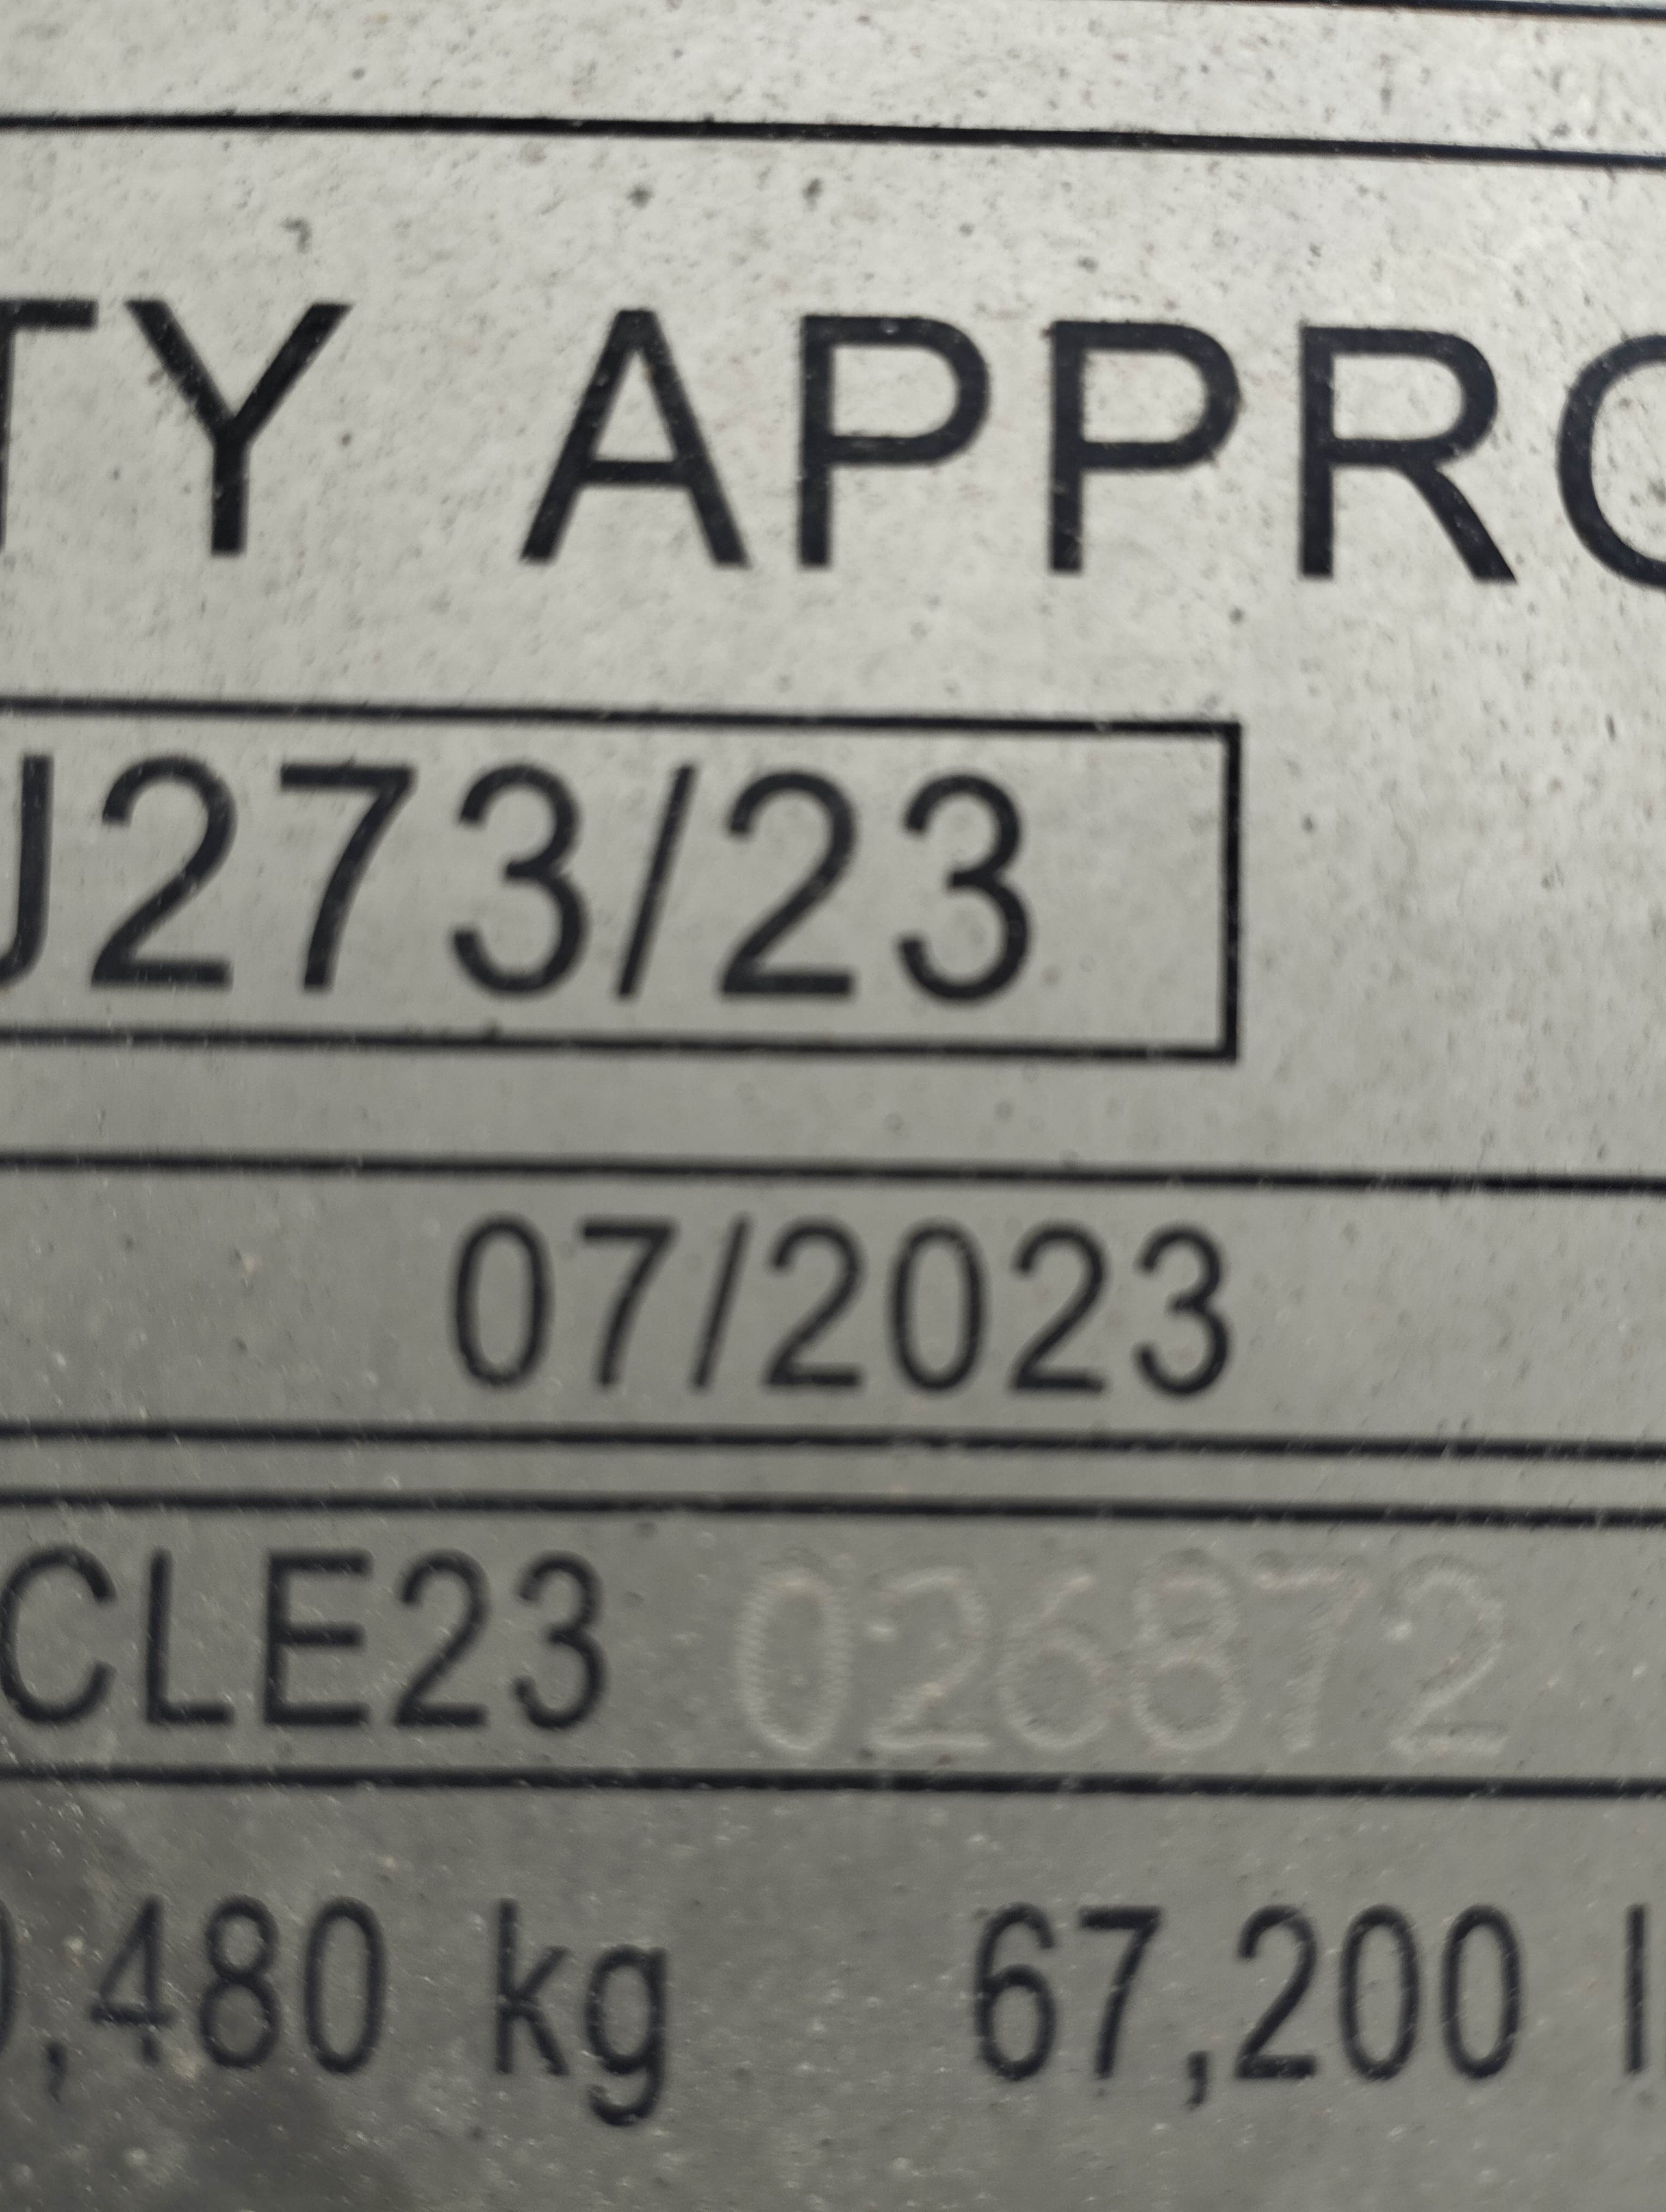 TY APPRO
J273/23
07/2023
CLE23 026872
,480 kg 67,200 l